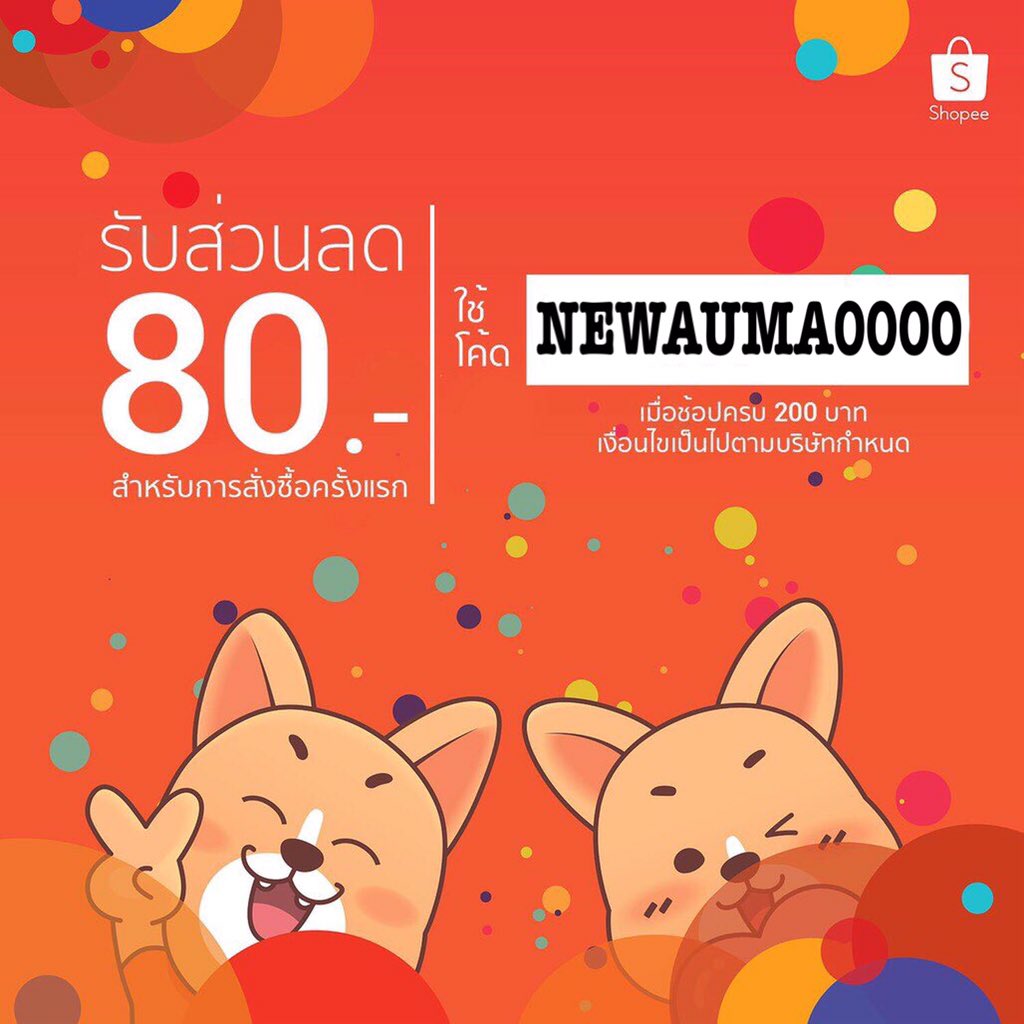 Shopee
รับส่วนลด
80.-
สำหรับการสั่งซื้อครั้งแรก
ใช้
โค้ด
NEWAUMA0000
เมื่อช้อปครบ 200 บาท
เงื่อนไขเป็นไปตามบริษัทกำหนด